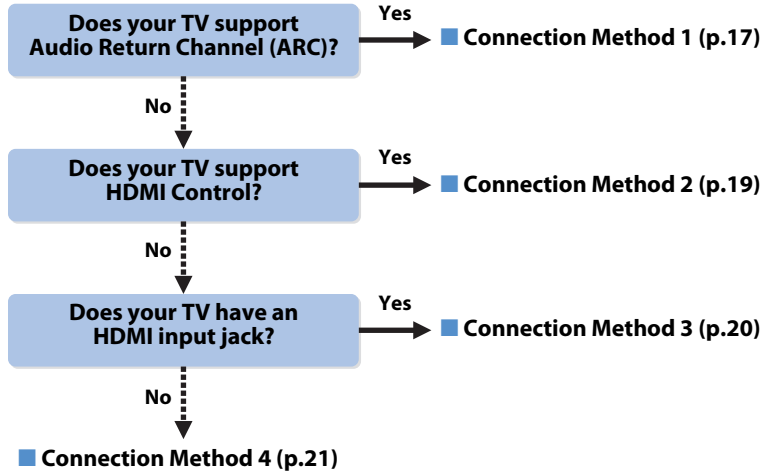 Does your TV support
Audio Return Channel (ARC)?
Yes
■ Connection Method 1 (p.17)
No
Does your TV support
HDMI Control?
Yes
■ Connection Method 2 (p.19)
No
Does your TV have an
HDMI input jack?
Yes
■ Connection Method 3 (p.20)
No
■ Connection Method 4 (p.21)